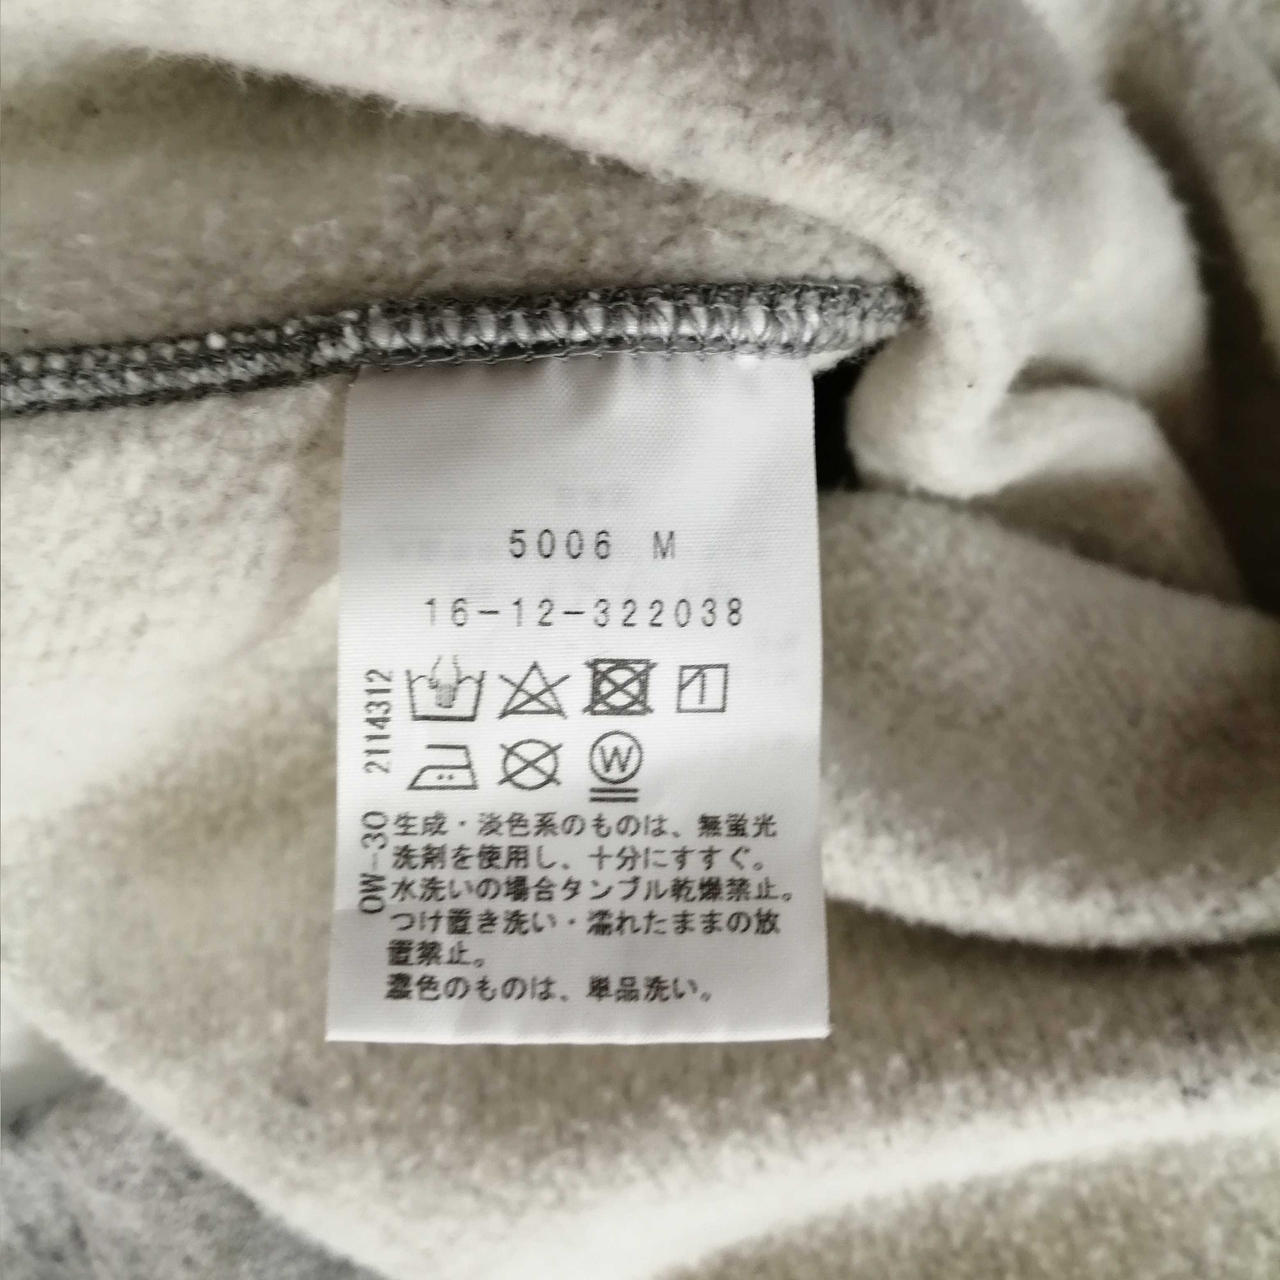 5006 M
16-12-322038
2114312
OW-30
W
生成・淡色系のものは、無蛍光
洗剤を使用し、十分にすすぐ。
水洗いの場合タンブル乾燥禁止。
つけ置き洗い・濡れたままの放
置禁止。
濃色のものは、単品洗い。